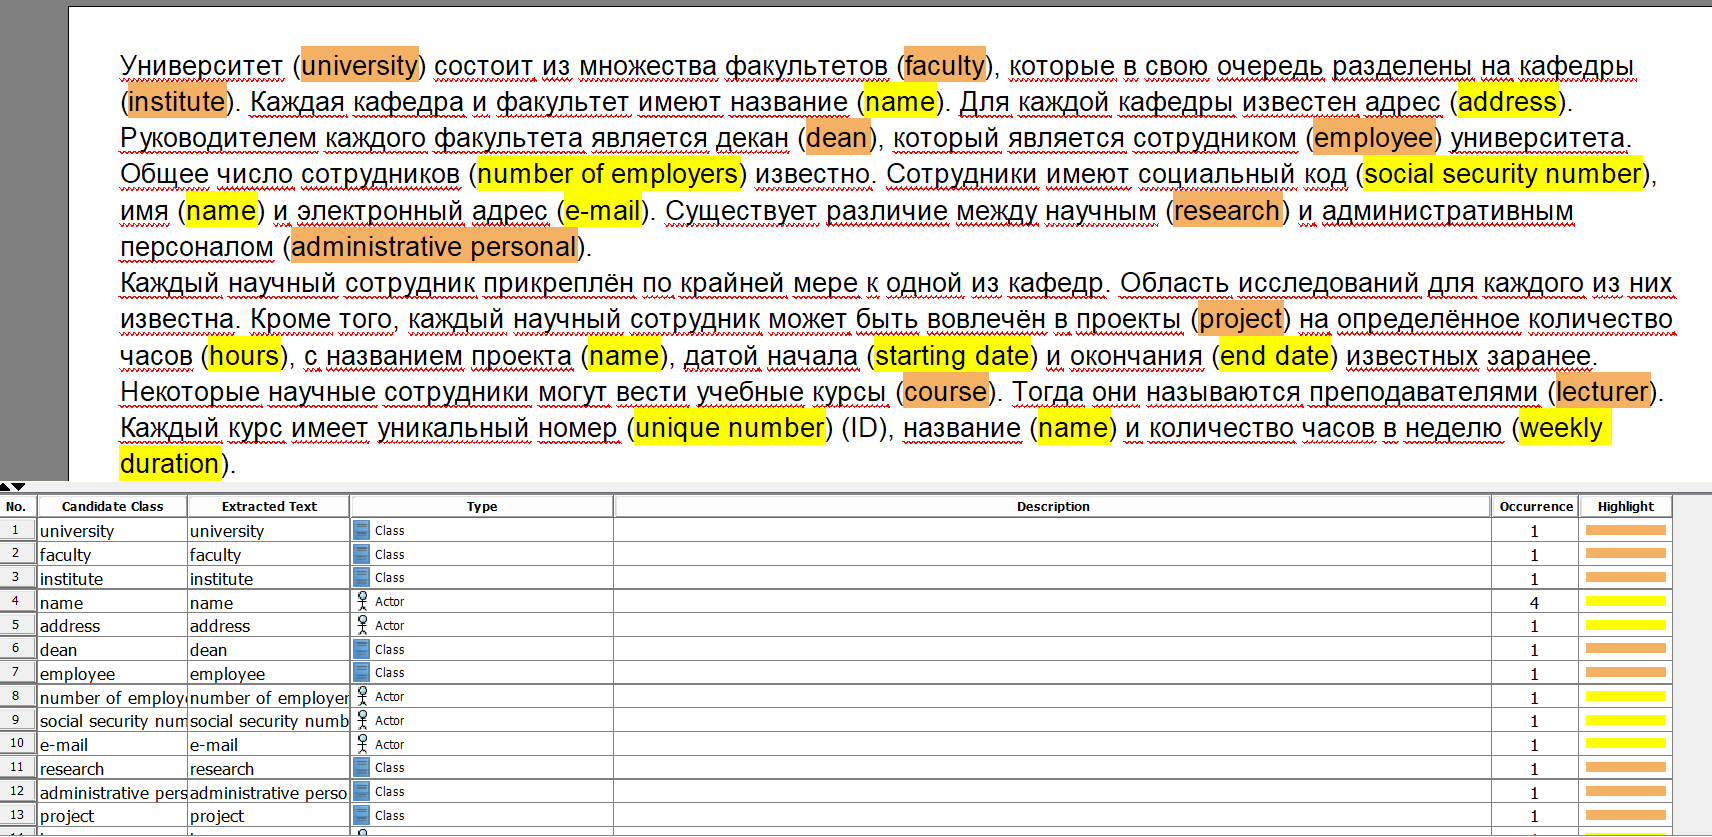 Университет (university) состоит из множества факультетов (faculty), которые в свою очередь разделены на кафедры
(institute). Каждая кафедра и факультет имеют название (name). Для каждой кафедры известен адрес (address).
Руководителем каждого факультета является декан (dean), который является сотрудником (employee) университета.
Общее число сотрудников (number of employers) известно. Сотрудники имеют социальный код (social security number),
имя (name) и электронный адрес (e-mail). Существует различие между научным (research) и административным
персоналом (administrative personal).
Каждый научный сотрудник прикреплён по крайней мере к одной из кафедр. Область исследований для каждого из них
известна. Кроме того, каждый научный сотрудник может быть вовлечён в проекты (project) на определённое количество
часов (hours), с названием проекта (name), датой начала (starting date) и окончания (end date) известных заранее.
Некоторые научные сотрудники могут вести учебные курсы (course). Тогда они называются преподавателями (lecturer).
Каждый курс имеет уникальный номер (unique number) (ID), название (name) и количество часов в неделю (weekly
duration).
No. Candidate Class Extracted Text Type Description Occurrence Highlight
1 university university Class 1
2 faculty faculty Class 1
3 institute institute Class 1
4 name name Actor 4
5 address address Actor 1
6 dean dean Class 1
7 employee employee Class 1
8 number of employ number of employer Actor 1
9 social security num social security numb Actor 1
10 e-mail e-mail Actor 1
11 research research Class 1
12 administrative pers administrative perso Class 1
13 project project Class 1